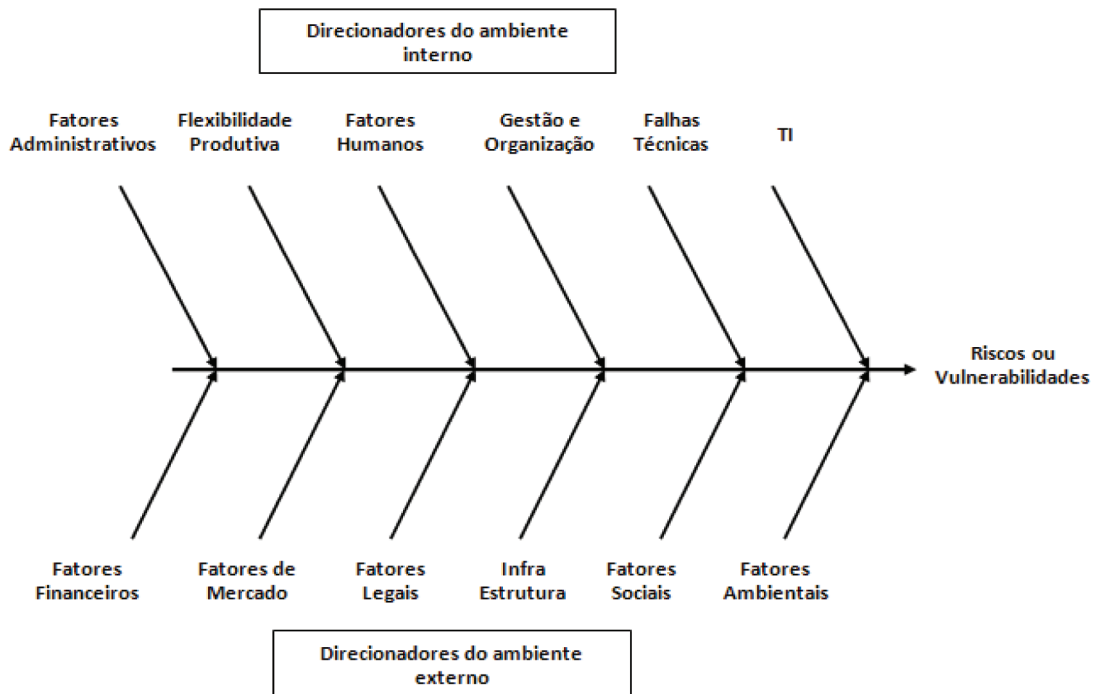 Direcionadores do ambiente
interno
Fatores
Administrativos
Flexibilidade
Produtiva
Fatores
Humanos
Gestão e
Organização
Falhas
Técnicas
TI
Riscos ou
Vulnerabilidades
Fatores
Financeiros
Fatores de
Mercado
Fatores
Legais
Infra
Estrutura
Fatores
Sociais
Fatores
Ambientais
Direcionadores do ambiente
externo